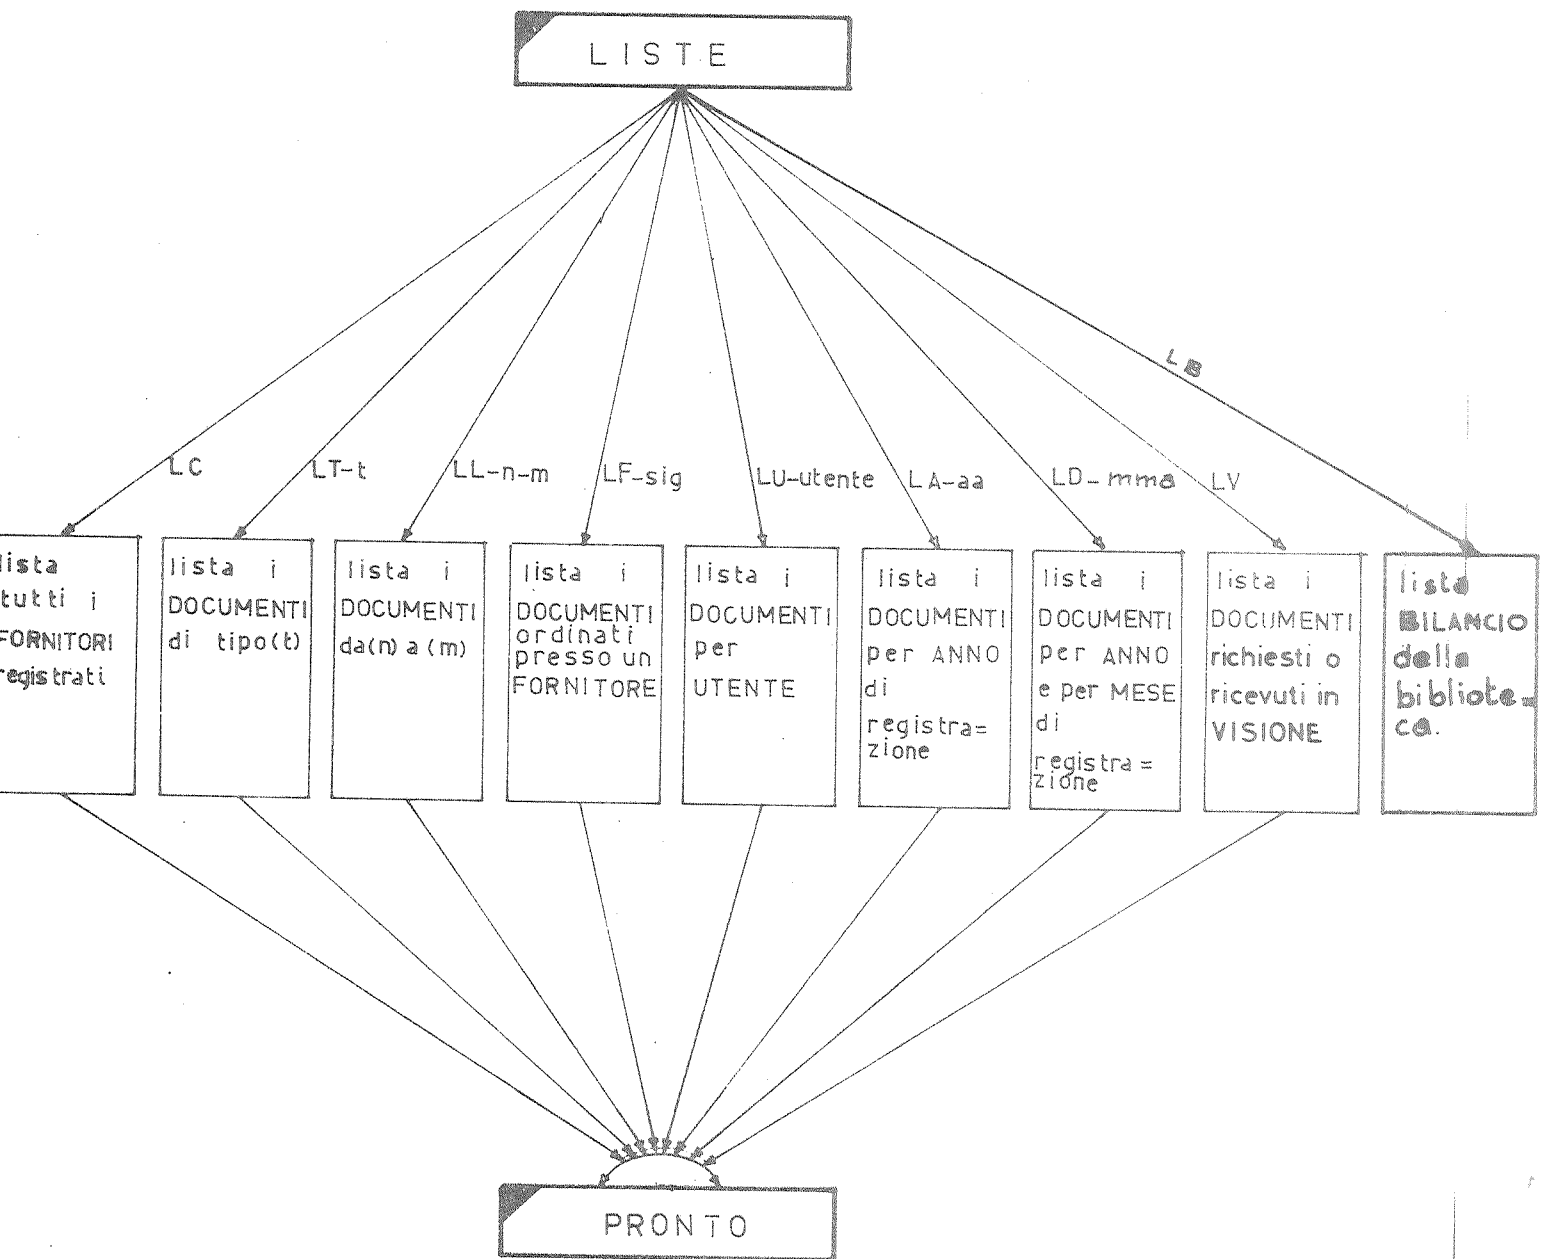 LISTE
LB
LC
LT-t
LL-n-m
LF-sig
LU-utente
LA-aa
LD-mma
LV
lista
tutti i
FORNITORI
registrati
lista i
DOCUMENTI
di tipo(t)
lista i
DOCUMENTI
da(n) a (m)
lista i
DOCUMENTI
ordinati
presso un
FORNITORE
lista i
DOCUMENTI
per
UTENTE
lista i
DOCUMENTI
per ANNO
di
registra=
zione
lista i
DOCUMENTI
per ANNO
e per MESE
di
registra=
zione
lista i
DOCUMENTI
richiesti o
ricevuti in
VISIONE
lista
BILANCIO
della
bibliote=
ca.
PRONTO